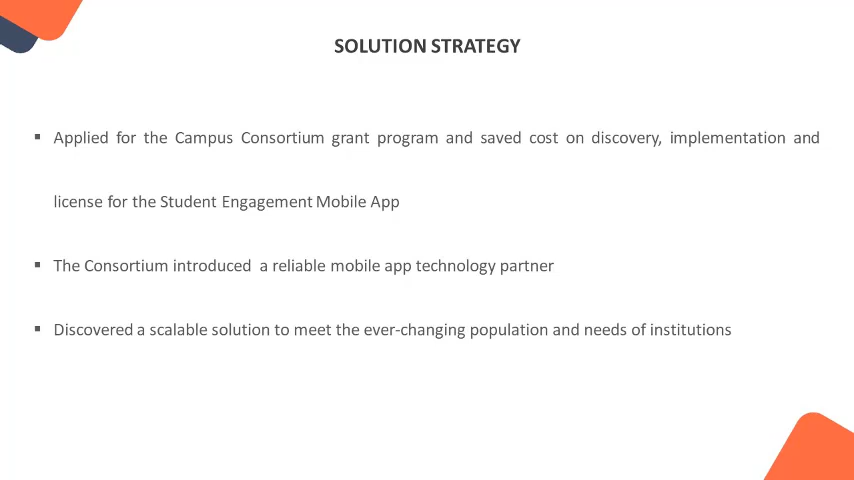 SOLUTION STRATEGY
▪ Applied for the Campus Consortium grant program and saved cost on discovery, implementation and
license for the Student Engagement Mobile App
▪ The Consortium introduced  a reliable mobile app technology partner
▪ Discovered a scalable solution to meet the ever-changing population and needs of institutions